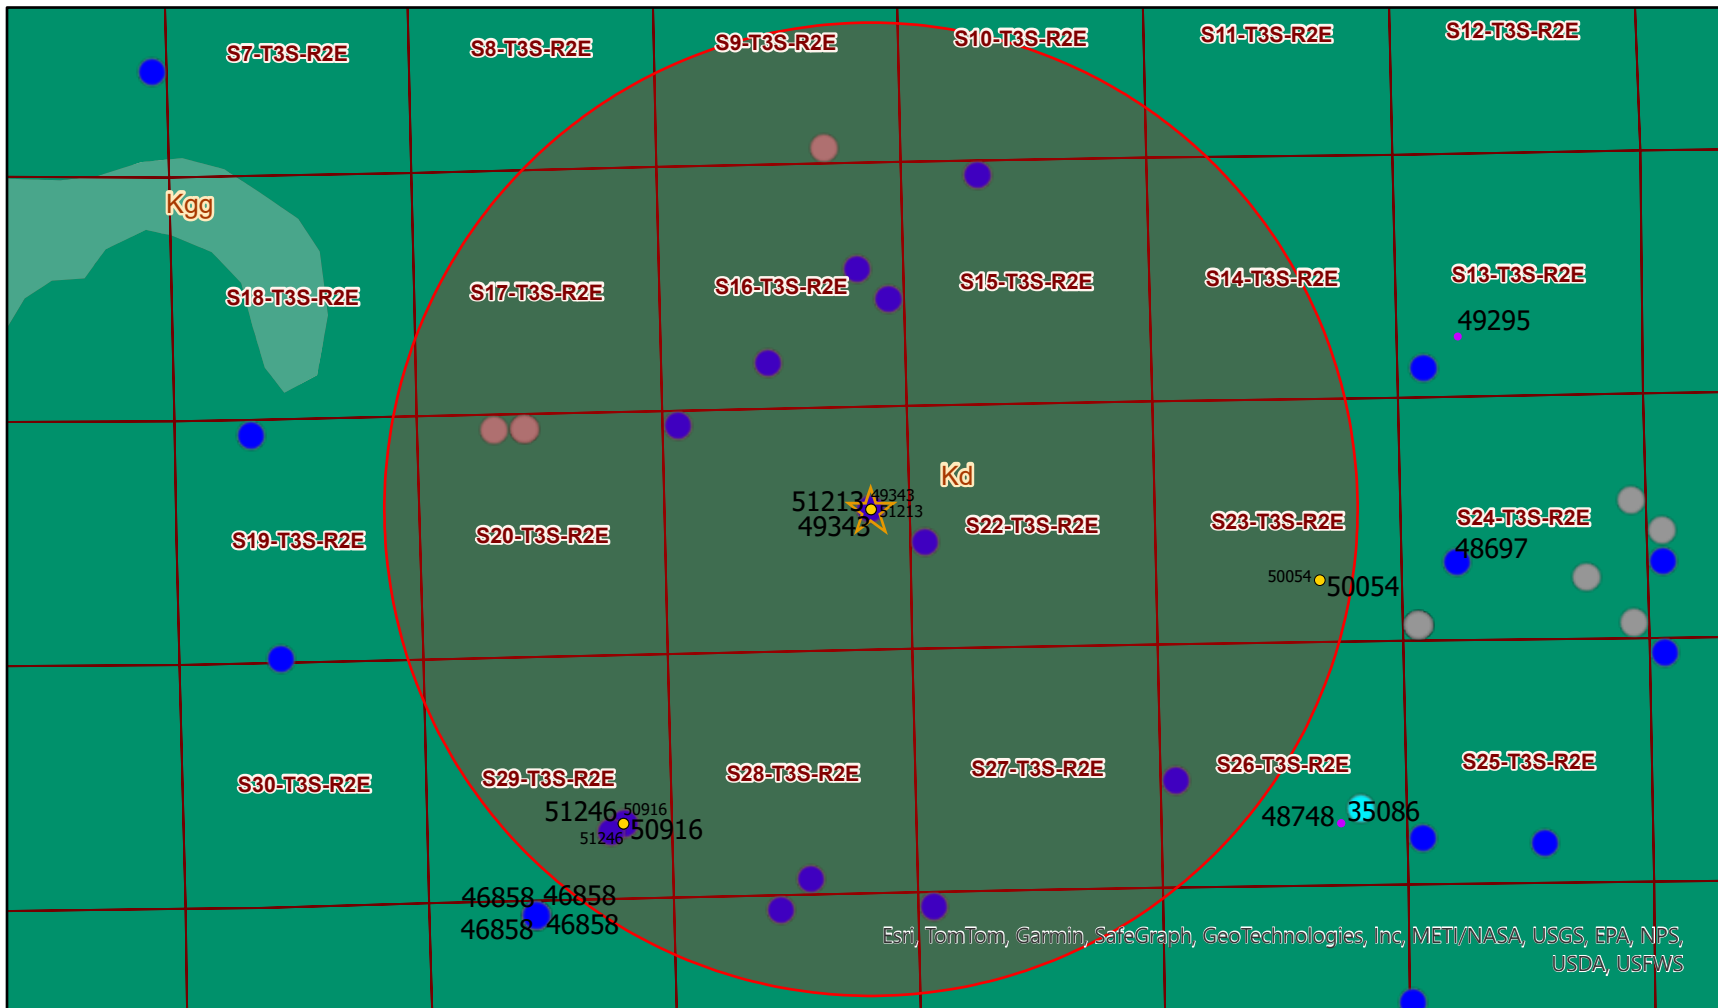 S7-T3S-R2E
S8-T3S-R2E
S9-T3S-R2E
S10-T3S-R2E
S11-T3S-R2E
S12-T3S-R2E
Kgg
S18-T3S-R2E
S17-T3S-R2E
S16-T3S-R2E
S15-T3S-R2E
S14-T3S-R2E
S13-T3S-R2E
49295
Kd
51213
49343
51213
49343
S19-T3S-R2E
S20-T3S-R2E
S22-T3S-R2E
S23-T3S-R2E
S24-T3S-R2E
48697
50054
50054
S30-T3S-R2E
S29-T3S-R2E
S28-T3S-R2E
S27-T3S-R2E
S26-T3S-R2E
S25-T3S-R2E
51246
50916
50916
51246
48748
35086
46858
46858
46858
46858
Esri, TomTom, Garmin, SafeGraph, GeoTechnologies, Inc, METI/NASA, USGS, EPA, NPS,
USDA, USFWS